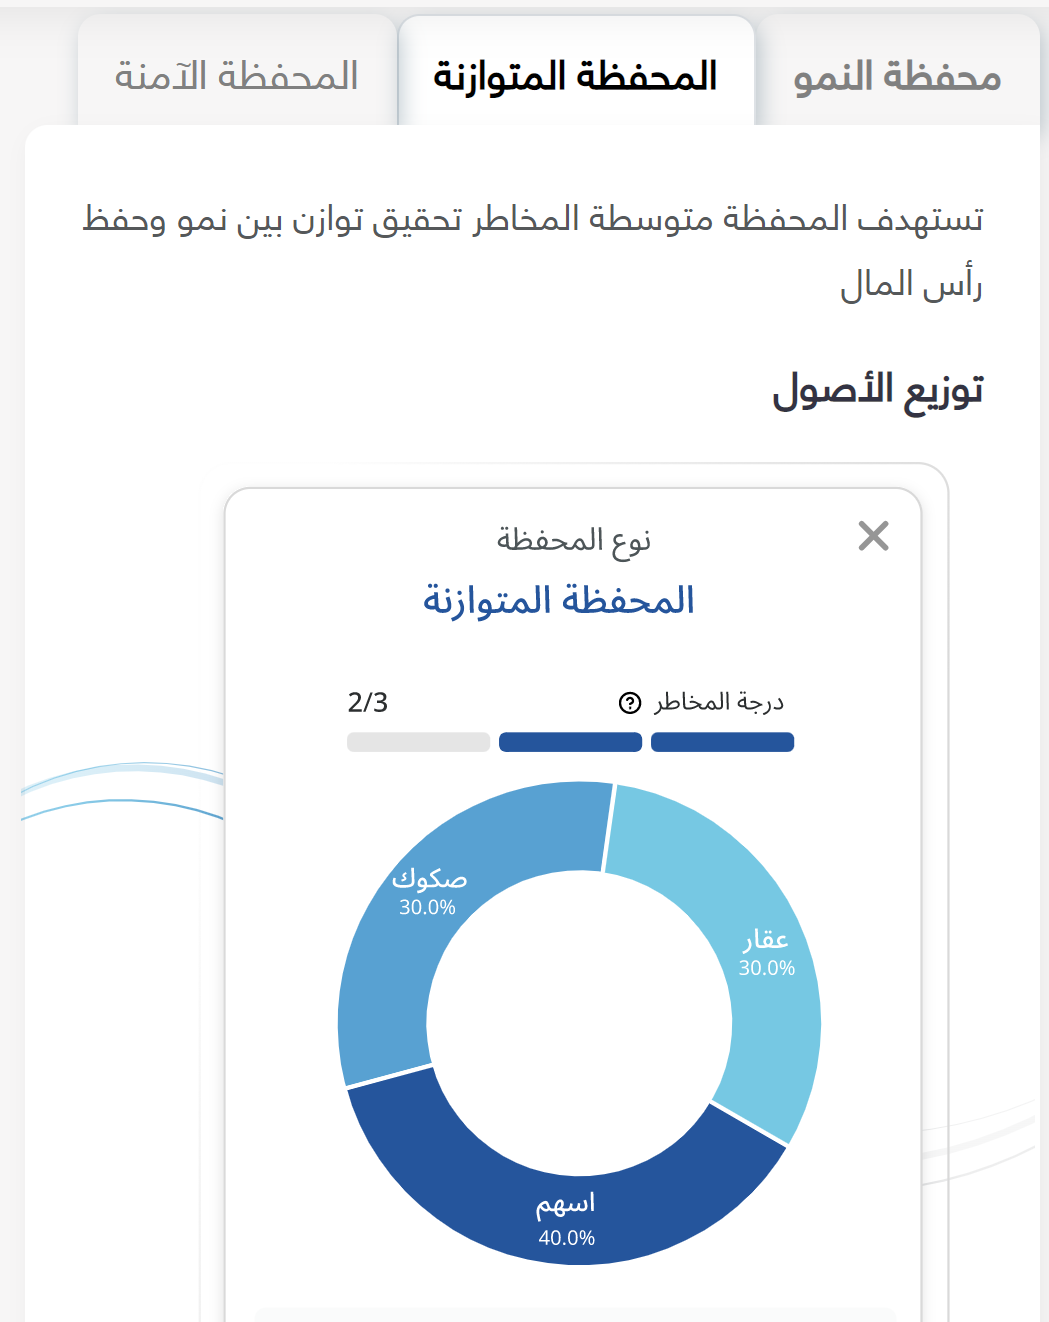 محفظة النمو
المحفظة المتوازنة
المحفظة الآمنة
تستهدف المحفظة متوسطة المخاطر تحقيق توازن بين نمو وحفظ
رأس المال
توزيع الأصول
نوع المحفظة
المحفظة المتوازنة
درجة المخاطر
2/3
صكوك
30.0%
عقار
30.0%
اسهم
40.0%